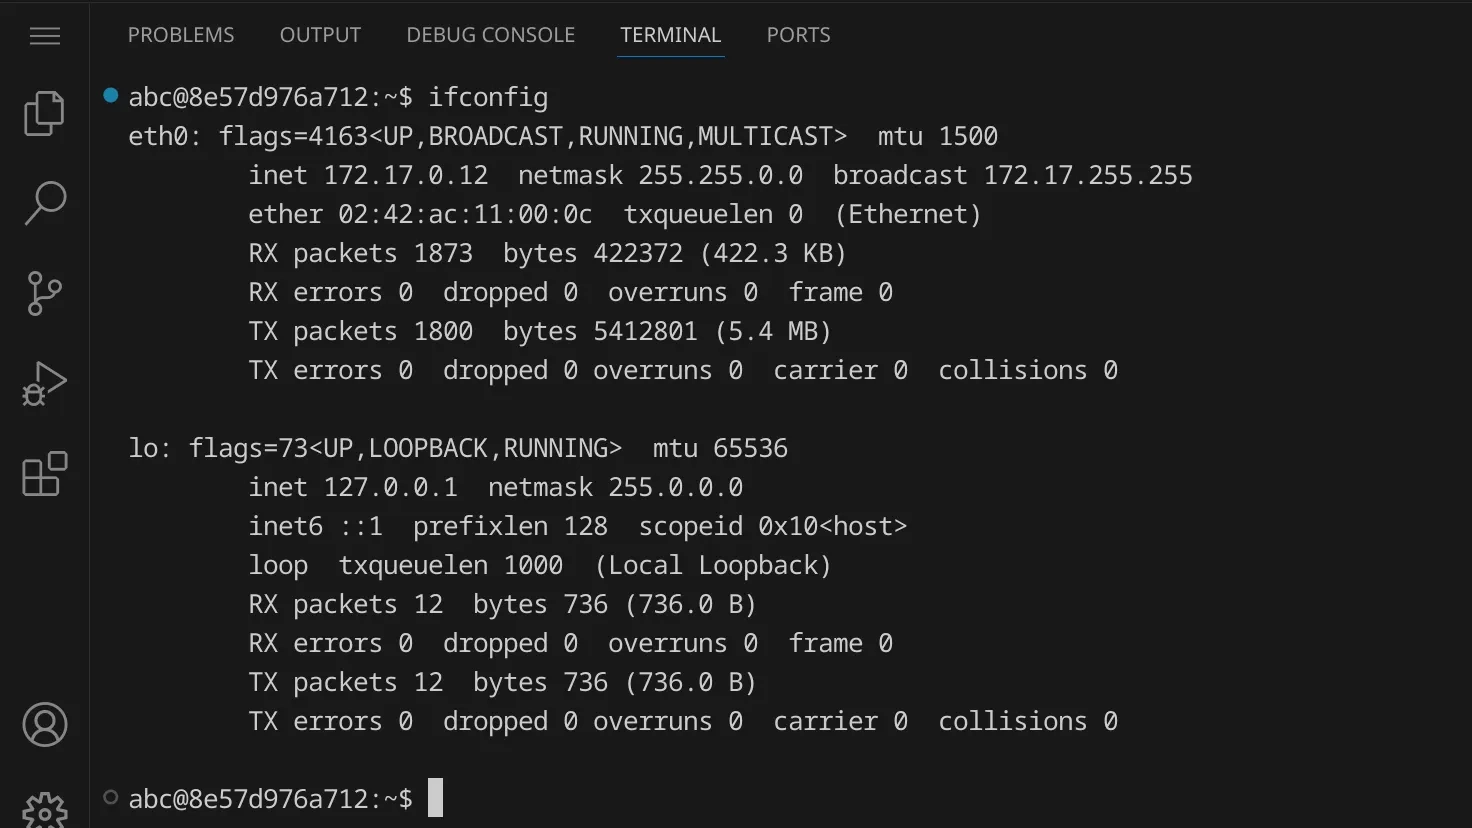 PROBLEMS OUTPUT DEBUG CONSOLE TERMINAL PORTS
abc@8e57d976a712:~$ ifconfig
eth0: flags=4163<UP,BROADCAST,RUNNING,MULTICAST>  mtu 1500
        inet 172.17.0.12  netmask 255.255.0.0  broadcast 172.17.255.255
        ether 02:42:ac:11:00:0c  txqueuelen 0  (Ethernet)
        RX packets 1873  bytes 422372 (422.3 KB)
        RX errors 0  dropped 0  overruns 0  frame 0
        TX packets 1800  bytes 5412801 (5.4 MB)
        TX errors 0  dropped 0 overruns 0  carrier 0  collisions 0
lo: flags=73<UP,LOOPBACK,RUNNING>  mtu 65536
        inet 127.0.0.1  netmask 255.0.0.0
        inet6 ::1  prefixlen 128  scopeid 0x10<host>
        loop  txqueuelen 1000  (Local Loopback)
        RX packets 12  bytes 736 (736.0 B)
        RX errors 0  dropped 0  overruns 0  frame 0
        TX packets 12  bytes 736 (736.0 B)
        TX errors 0  dropped 0 overruns 0  carrier 0  collisions 0
abc@8e57d976a712:~$